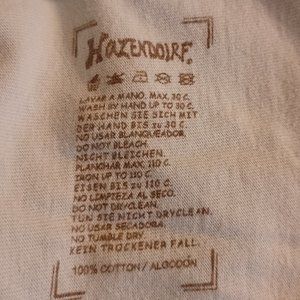 HAZENDORF.
LAVAR A MANO. MAX. 30 C.
WASH BY HAND UP TO 30 C.
WASCHEN SIE SICH MIT
DER HAND BIS ZU 30 C.
NO USAR BLANQUEADOR.
DO NOT BLEACH.
NICHT BLEICHEN.
PLANCHAR MAX. 110 C.
IRON UP TO 110 C.
EISEN BIS ZU 110 C.
NO LIMPIEZA AL SECO.
DO NOT DRYCLEAN.
TUN SIE NICHT DRYCLEAN.
NO USAR SECADORA
NO TUMBLE DRY.
KEIN TROCKENER FALL.
100% COTTON / ALGODÓN